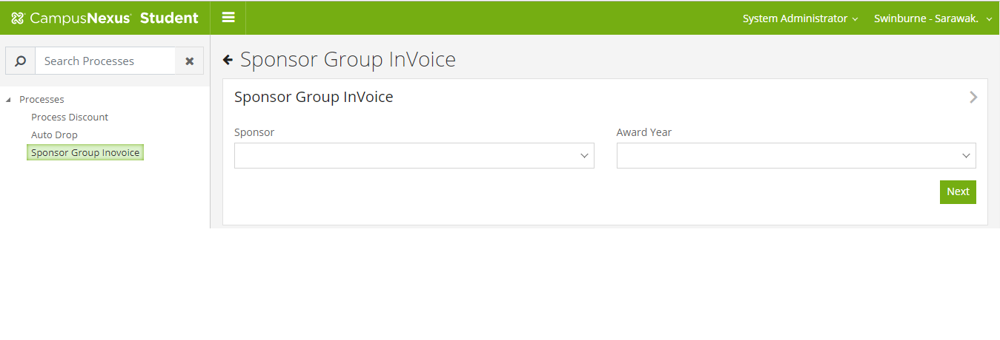 CampusNexus® Student
System Administrator
Swinburne - Sarawak.
Search Processes
Processes
Process Discount
Auto Drop
Sponsor Group Inovoice
Sponsor Group InVoice
Sponsor Group InVoice
Sponsor
Award Year
Next